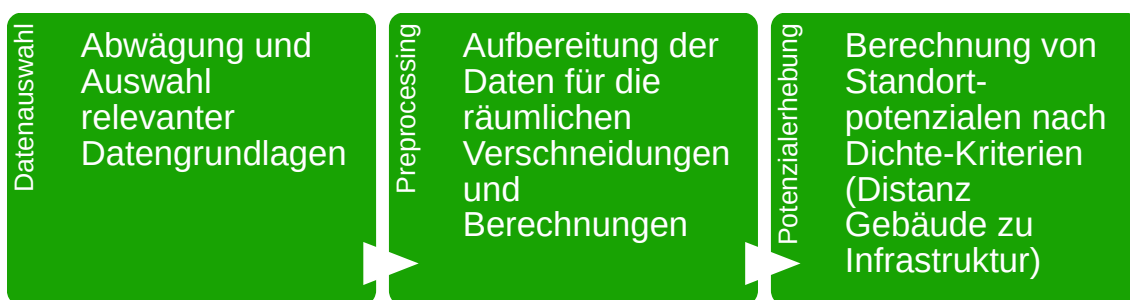 Datenauswahl
Abwägung und
Auswahl
relevanter
Datengrundlagen
Preprocessing
Aufbereitung der
Daten für die
räumlichen
Verschneidungen
und
Berechnungen
Potenzialerhebung
Berechnung von
Standort-
potenzialen nach
Dichte-Kriterien
(Distanz
Gebäude zu
Infrastruktur)